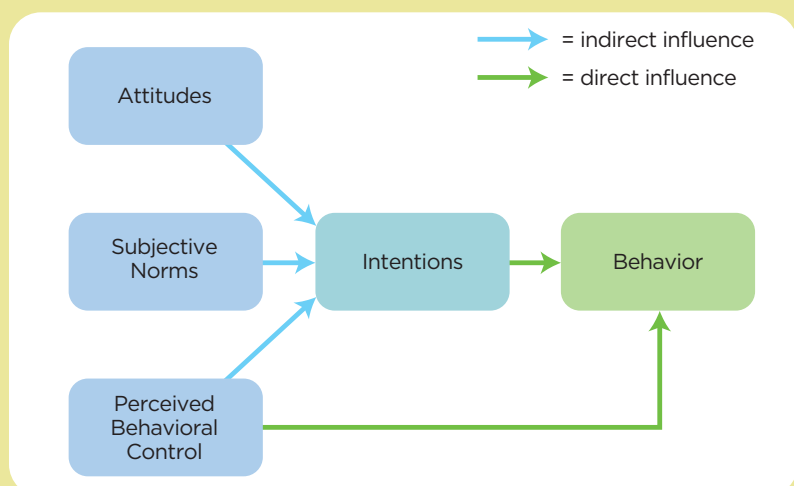 = indirect influence
= direct influence
Attitudes
Subjective
Norms
Intentions
Behavior
Perceived
Behavioral
Control